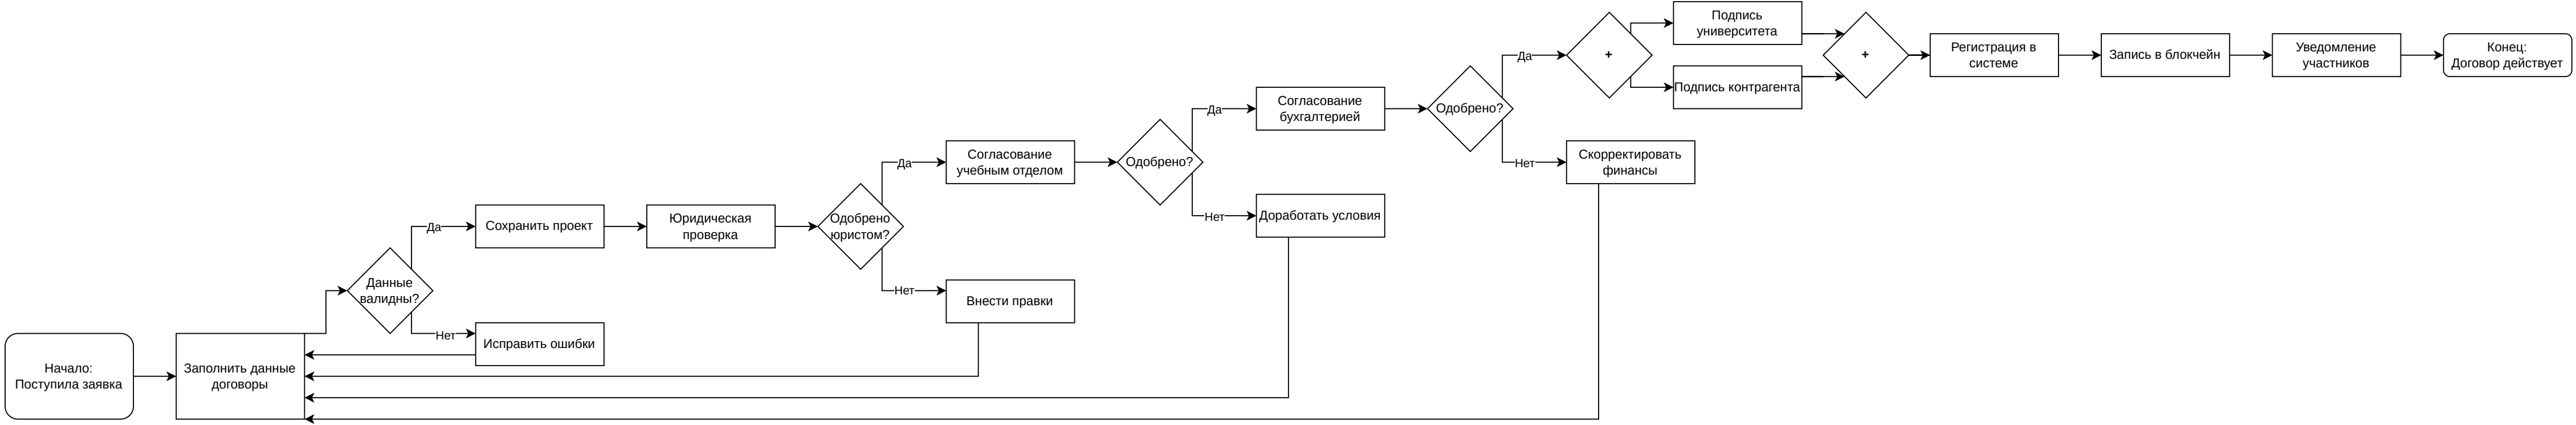 Начало:
Поступила заявка
Заполнить данные
договоры
Данные
валидны?
Да
Нет
Сохранить проект
Исправить ошибки
Юридическая
проверка
Одобрено
юристом?
Да
Нет
Согласование
учебным отделом
Внести правки
Одобрено?
Да
Нет
Согласование
бухгалтерией
Доработать условия
Одобрено?
Да
Нет
+
Скорректировать
финансы
Подпись
университета
Подпись контрагента
+
Регистрация в
системе
Запись в блокчейн
Уведомление
участников
Конец:
Договор действует